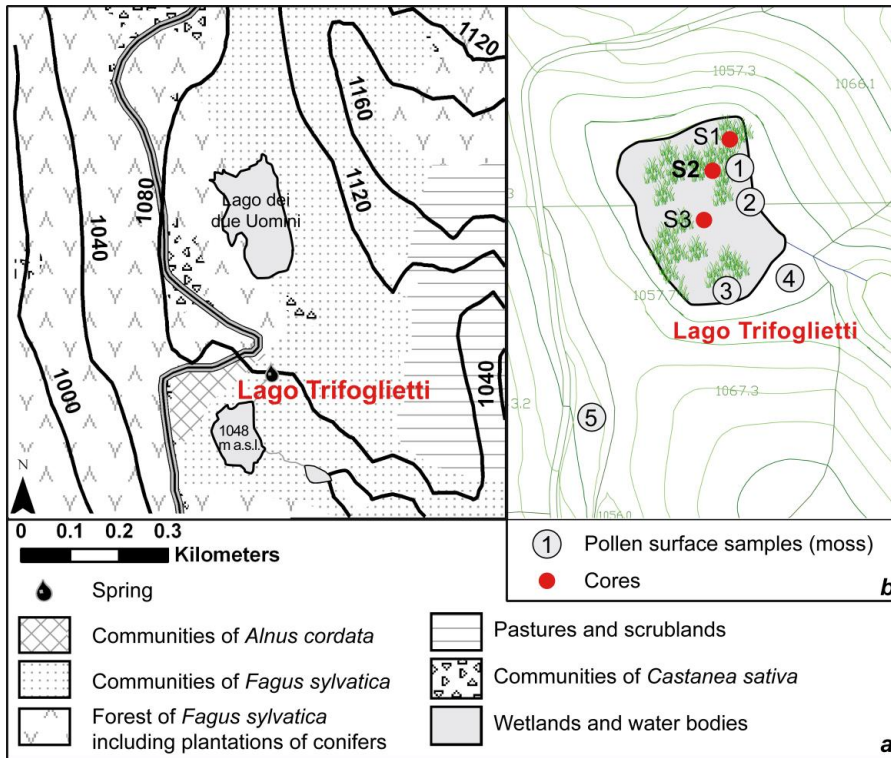 1120
1160
1120
1080
1040
1000
1040
Lago dei
due Uomini
Lago Trifoglietti
1048
m a.s.l.
N
0 0.1 0.2 0.3
Kilometers
Spring
Communities of Alnus cordata
Communities of Fagus sylvatica
Forest of Fagus sylvatica
including plantations of conifers
Pastures and scrublands
Communities of Castanea sativa
Wetlands and water bodies
a
1057.3
1066.1
S1
S2
1
2
S3
3
4
1057.7
Lago Trifoglietti
1067.3
3.2
5
1056.0
1 Pollen surface samples (moss)
Cores
b